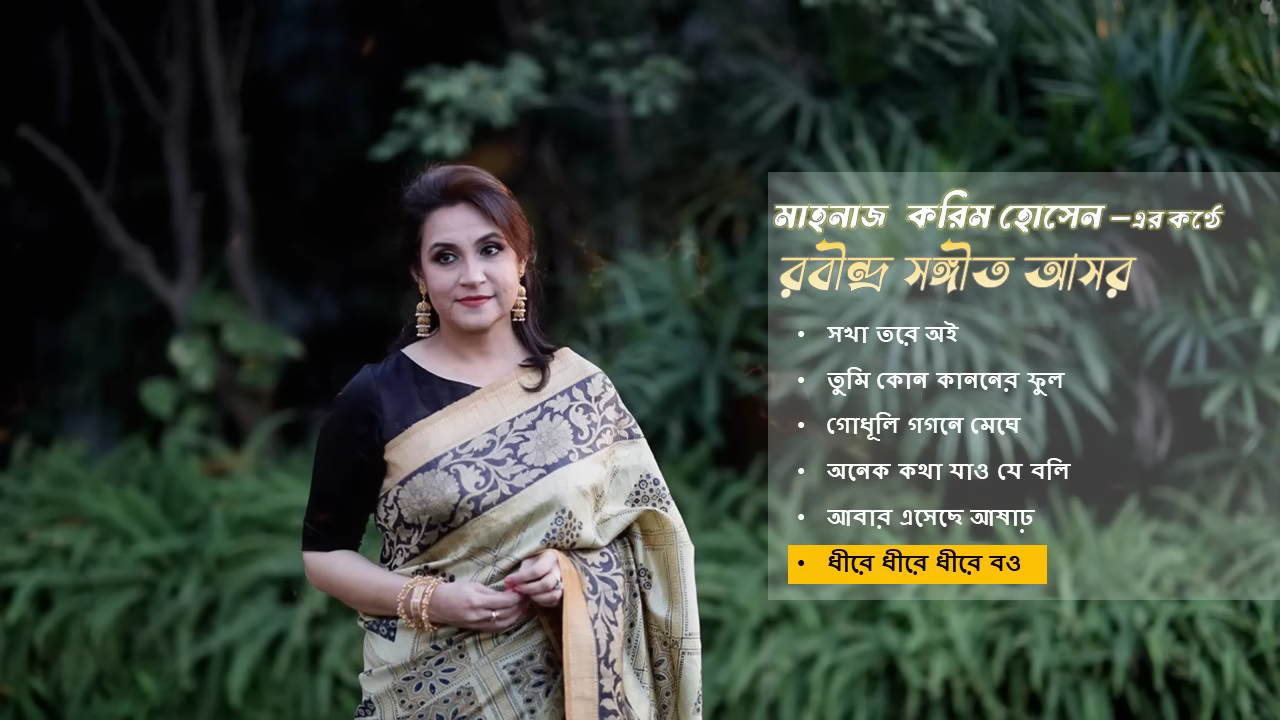 মাহনাজ করিম হোসেন –এর কণ্ঠে
রবীন্দ্র সঙ্গীত আসর
• সখা তরে অই
• তুমি কোন কাননের ফুল
• গোধূলি গগনে মেঘে
• অনেক কথা যাও যে বলি
• আবার এসেছে আষাঢ়
• ধীরে ধীরে ধীরে বও